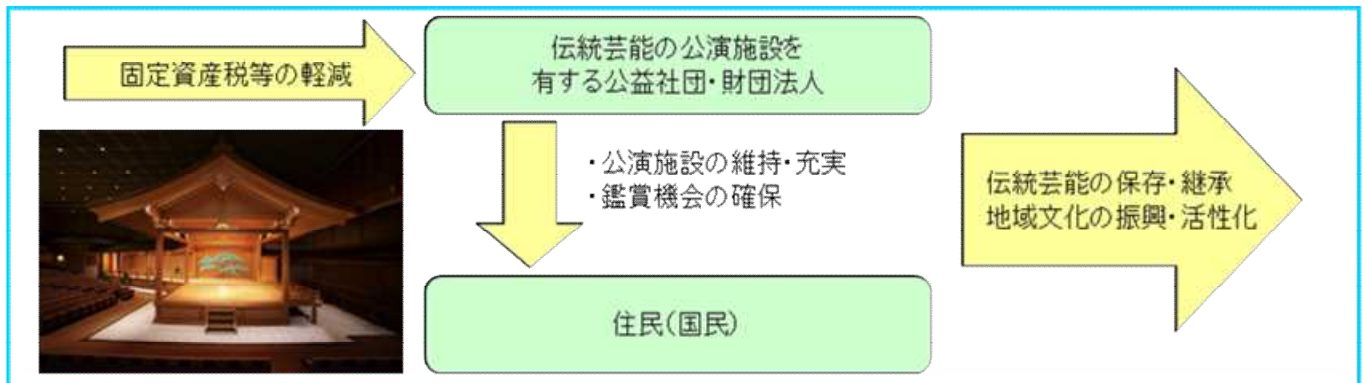 固定資産税等の軽減
伝統芸能の公演施設を
有する公益社団・財団法人
・公演施設の維持・充実
・鑑賞機会の確保
住民(国民)
伝統芸能の保存・継承
地域文化の振興・活性化